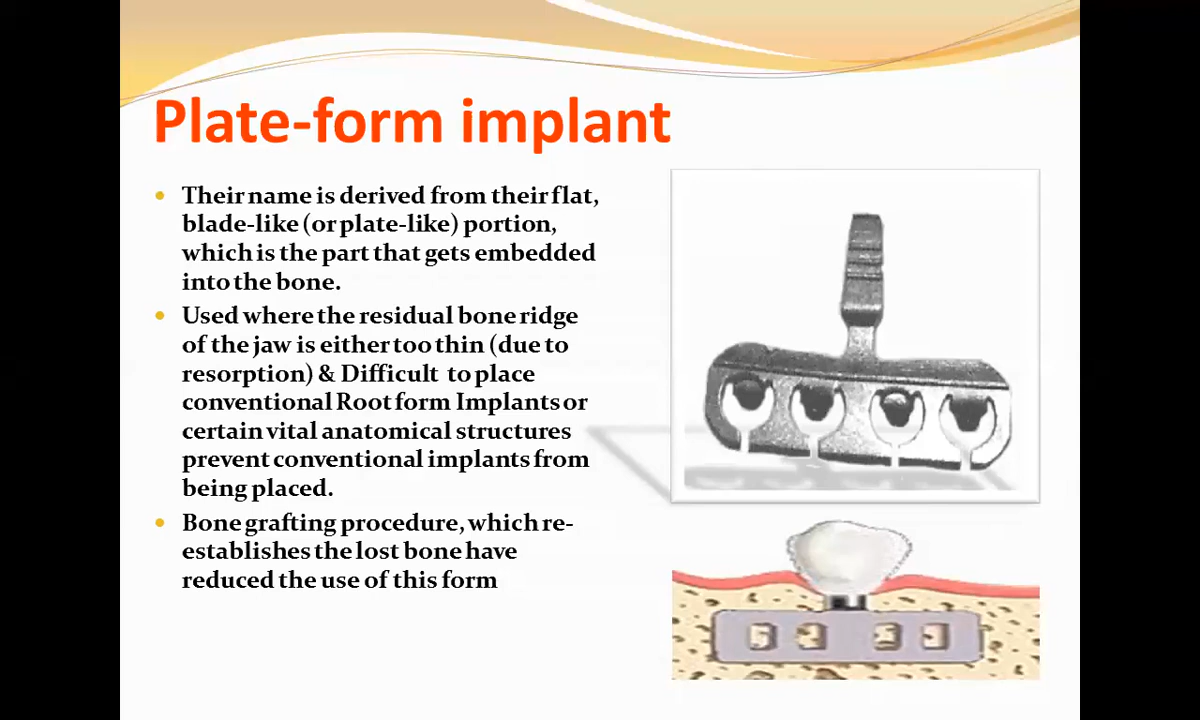 Plate-form implant
• Their name is derived from their flat,
blade-like (or plate-like) portion,
which is the part that gets embedded
into the bone.
• Used where the residual bone ridge
of the jaw is either too thin (due to
resorption) & Difficult to place
conventional Root form Implants or
certain vital anatomical structures
prevent conventional implants from
being placed.
• Bone grafting procedure, which re-
establishes the lost bone have
reduced the use of this form